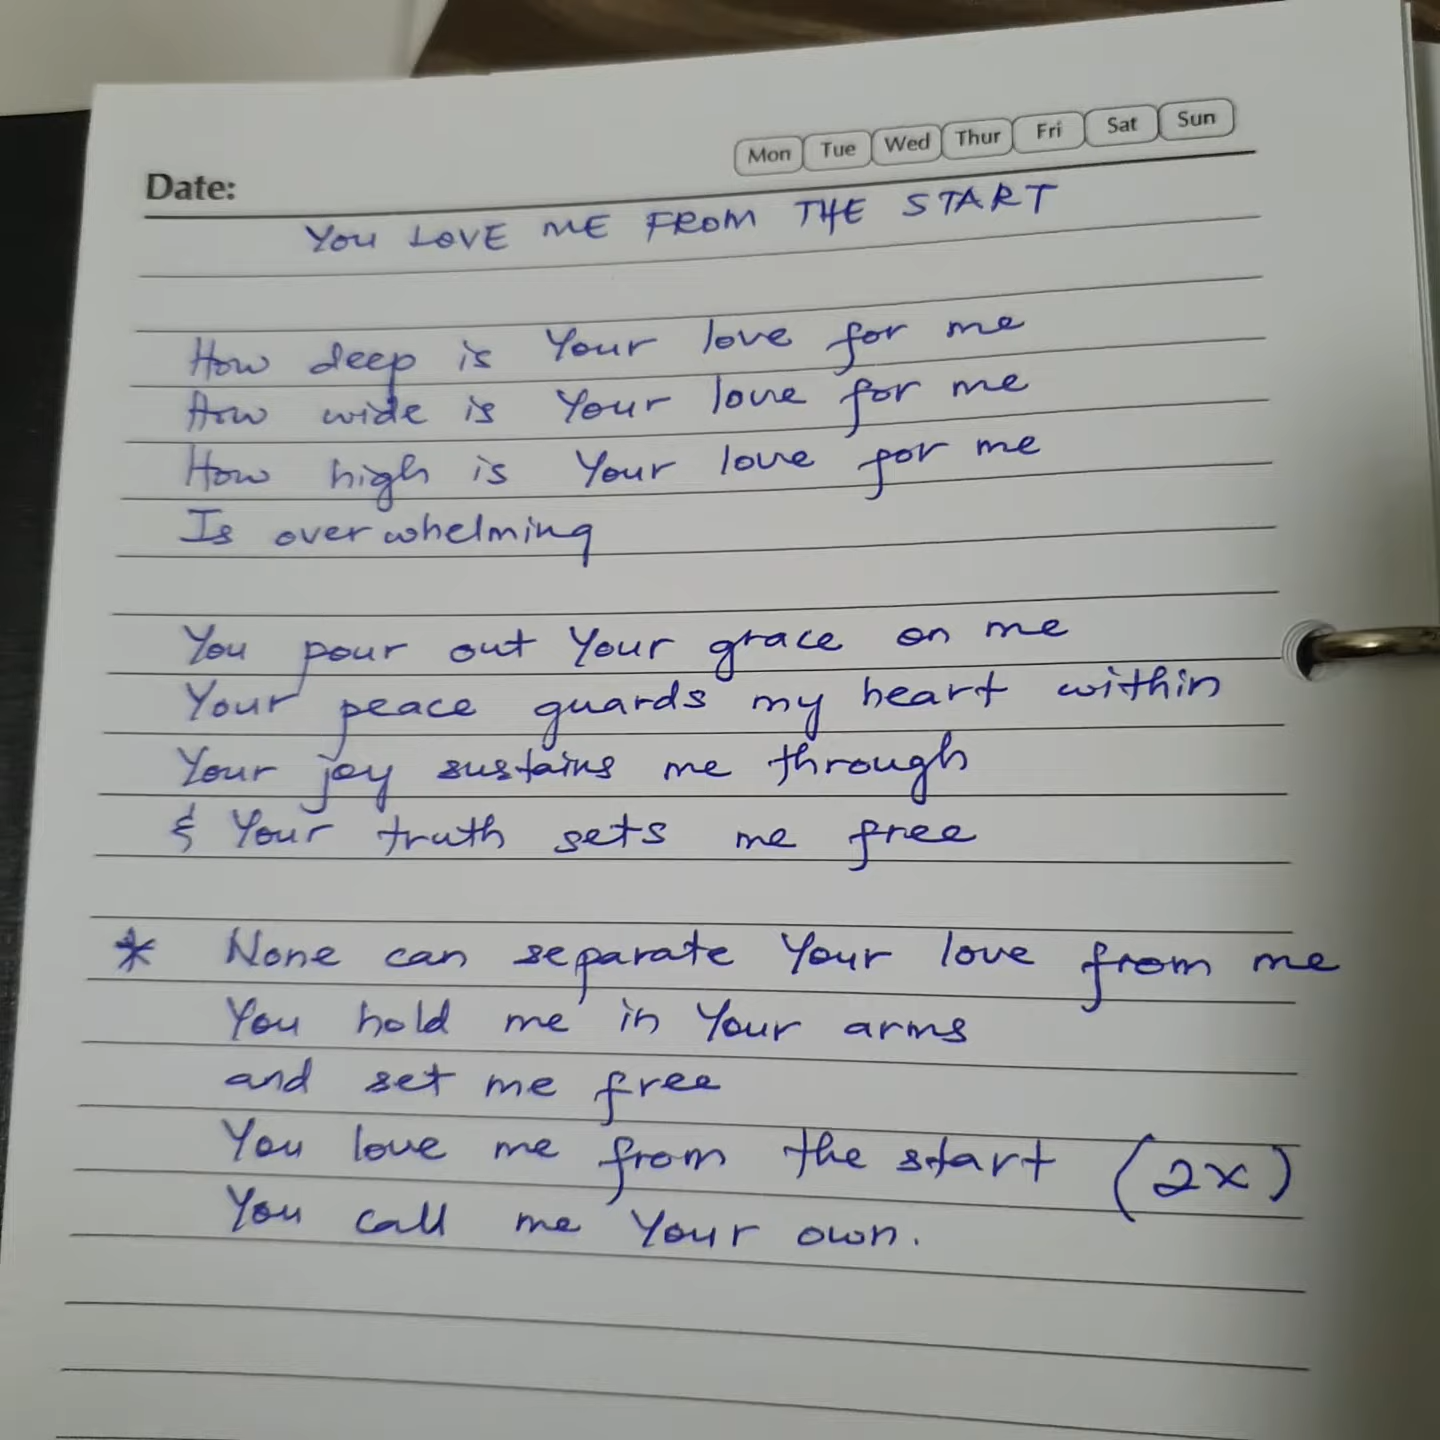 Mon Tue Wed Thur Fri Sat Sun
Date:
YOU LOVE ME FROM THE START
How deep is Your love for me
How wide is Your love for me
How high is Your love for me
Is overwhelming
You pour out Your grace on me
Your peace guards my heart within
Your joy sustains me through
& Your truth sets me free
* None can separate Your love from me
You hold me in Your arms
and set me free
You love me from the start (2x)
You call me Your own.